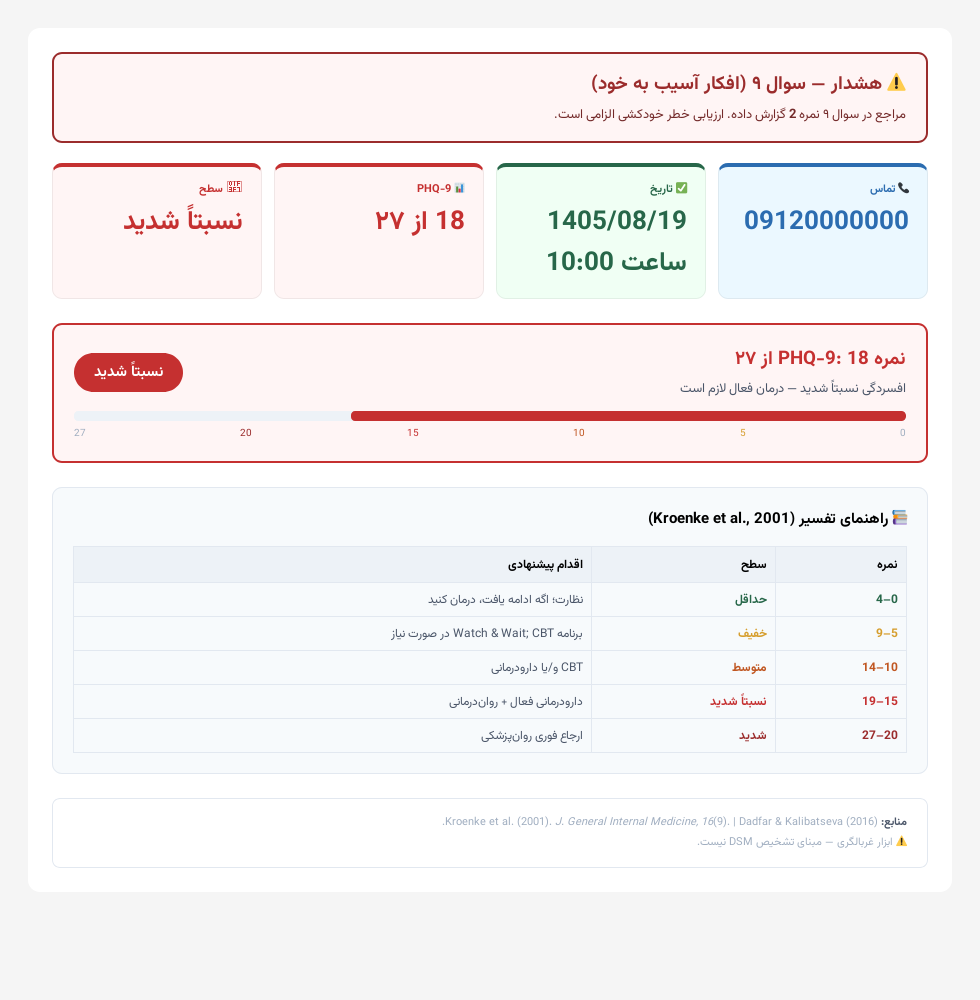 ⚠️ هشدار — سوال ۹ (افکار آسیب به خود)
مراجع در سوال ۹ نمره 2 گزارش داده. ارزیابی خطر خودکشی الزامی است.
📞 تماس
09120000000
✅ تاریخ
1405/08/19
ساعت 10:00
📊 PHQ-9
18 از ۲۷
سطح
نسبتاً شدید
نمره PHQ-9: 18 از ۲۷
افسردگی نسبتاً شدید — درمان فعال لازم است
نسبتاً شدید
0 5 10 15 20 27
📚 راهنمای تفسیر (Kroenke et al., 2001)
نمره سطح اقدام پیشنهادی
0–4 حداقل نظارت؛ اگه ادامه یافت، درمان کنید
5–9 خفیف برنامه Watch & Wait; CBT در صورت نیاز
10–14 متوسط CBT و/یا دارودرمانی
15–19 نسبتاً شدید دارودرمانی فعال + روان‌درمانی
20–27 شدید ارجاع فوری روان‌پزشکی
منابع: Kroenke et al. (2001). J. General Internal Medicine, 16(9). | Dadfar & Kalibatseva (2016).
⚠️ ابزار غربالگری — مبنای تشخیص DSM نیست.